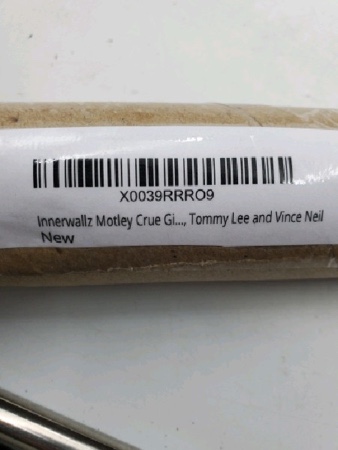 X0039RRRO9
Innerwallz Motley Crue Gi..., Tommy Lee and Vince Neil
New